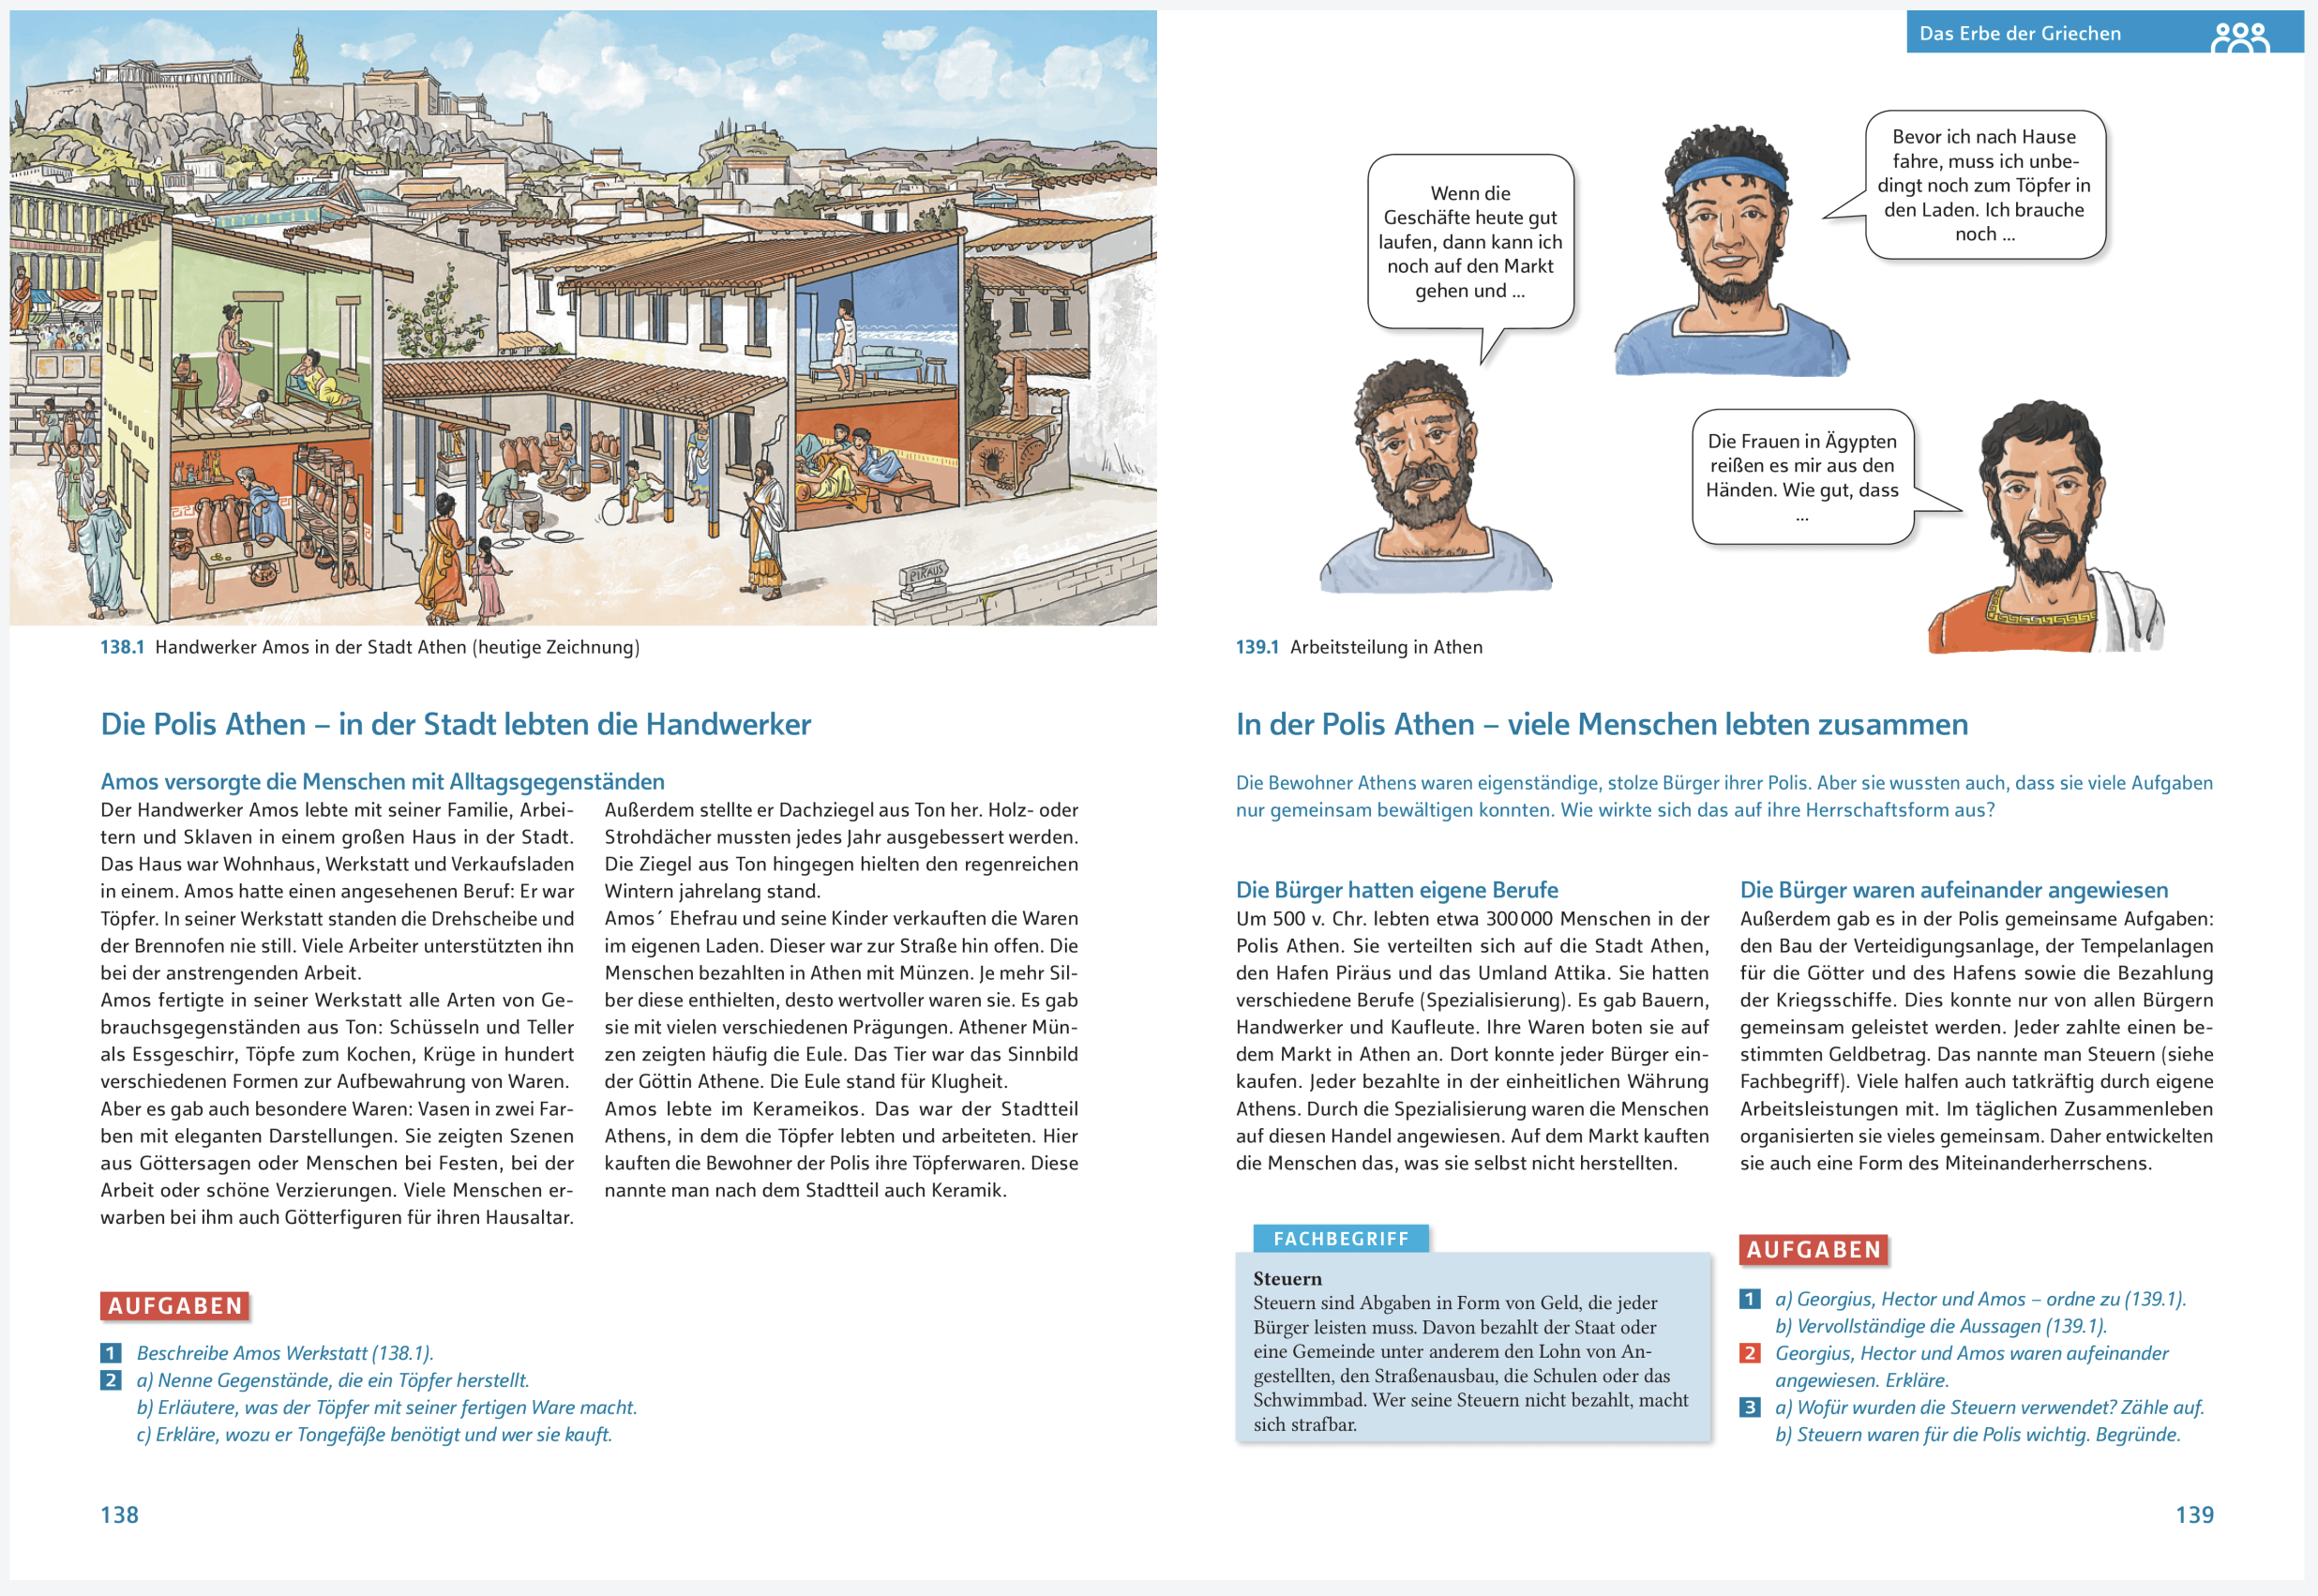 PIRÄUS
138.1 Handwerker Amos in der Stadt Athen (heutige Zeichnung)
Die Polis Athen – in der Stadt lebten die Handwerker
Amos versorgte die Menschen mit Alltagsgegenständen
Der Handwerker Amos lebte mit seiner Familie, Arbei-
tern und Sklaven in einem großen Haus in der Stadt.
Das Haus war Wohnhaus, Werkstatt und Verkaufsladen
in einem. Amos hatte einen angesehenen Beruf: Er war
Töpfer. In seiner Werkstatt standen die Drehscheibe und
der Brennofen nie still. Viele Arbeiter unterstützten ihn
bei der anstrengenden Arbeit.
Amos fertigte in seiner Werkstatt alle Arten von Ge-
brauchsgegenständen aus Ton: Schüsseln und Teller
als Essgeschirr, Töpfe zum Kochen, Krüge in hundert
verschiedenen Formen zur Aufbewahrung von Waren.
Aber es gab auch besondere Waren: Vasen in zwei Far-
ben mit eleganten Darstellungen. Sie zeigten Szenen
aus Göttersagen oder Menschen bei Festen, bei der
Arbeit oder schöne Verzierungen. Viele Menschen er-
warben bei ihm auch Götterfiguren für ihren Hausaltar.
Außerdem stellte er Dachziegel aus Ton her. Holz- oder
Strohdächer mussten jedes Jahr ausgebessert werden.
Die Ziegel aus Ton hingegen hielten den regenreichen
Wintern jahrelang stand.
Amos´ Ehefrau und seine Kinder verkauften die Waren
im eigenen Laden. Dieser war zur Straße hin offen. Die
Menschen bezahlten in Athen mit Münzen. Je mehr Sil-
ber diese enthielten, desto wertvoller waren sie. Es gab
sie mit vielen verschiedenen Prägungen. Athener Mün-
zen zeigten häufig die Eule. Das Tier war das Sinnbild
der Göttin Athene. Die Eule stand für Klugheit.
Amos lebte im Kerameikos. Das war der Stadtteil
Athens, in dem die Töpfer lebten und arbeiteten. Hier
kauften die Bewohner der Polis ihre Töpferwaren. Diese
nannte man nach dem Stadtteil auch Keramik.
AUFGABEN
1 Beschreibe Amos Werkstatt (138.1).
2 a) Nenne Gegenstände, die ein Töpfer herstellt.
b) Erläutere, was der Töpfer mit seiner fertigen Ware macht.
c) Erkläre, wozu er Tongefäße benötigt und wer sie kauft.
138
Das Erbe der Griechen
Wenn die
Geschäfte heute gut
laufen, dann kann ich
noch auf den Markt
gehen und ...
Bevor ich nach Hause
fahre, muss ich unbe-
dingt noch zum Töpfer in
den Laden. Ich brauche
noch ...
Die Frauen in Ägypten
reißen es mir aus den
Händen. Wie gut, dass
...
139.1 Arbeitsteilung in Athen
In der Polis Athen – viele Menschen lebten zusammen
Die Bewohner Athens waren eigenständige, stolze Bürger ihrer Polis. Aber sie wussten auch, dass sie viele Aufgaben
nur gemeinsam bewältigen konnten. Wie wirkte sich das auf ihre Herrschaftsform aus?
Die Bürger hatten eigene Berufe
Um 500 v. Chr. lebten etwa 300 000 Menschen in der
Polis Athen. Sie verteilten sich auf die Stadt Athen,
den Hafen Piräus und das Umland Attika. Sie hatten
verschiedene Berufe (Spezialisierung). Es gab Bauern,
Handwerker und Kaufleute. Ihre Waren boten sie auf
dem Markt in Athen an. Dort konnte jeder Bürger ein-
kaufen. Jeder bezahlte in der einheitlichen Währung
Athens. Durch die Spezialisierung waren die Menschen
auf diesen Handel angewiesen. Auf dem Markt kauften
die Menschen das, was sie selbst nicht herstellten.
Die Bürger waren aufeinander angewiesen
Außerdem gab es in der Polis gemeinsame Aufgaben:
den Bau der Verteidigungsanlage, der Tempelanlagen
für die Götter und des Hafens sowie die Bezahlung
der Kriegsschiffe. Dies konnte nur von allen Bürgern
gemeinsam geleistet werden. Jeder zahlte einen be-
stimmten Geldbetrag. Das nannte man Steuern (siehe
Fachbegriff). Viele halfen auch tatkräftig durch eigene
Arbeitsleistungen mit. Im täglichen Zusammenleben
organisierten sie vieles gemeinsam. Daher entwickelten
sie auch eine Form des Miteinanderherrschens.
FACHBEGRIFF
Steuern
Steuern sind Abgaben in Form von Geld, die jeder
Bürger leisten muss. Davon bezahlt der Staat oder
eine Gemeinde unter anderem den Lohn von An-
gestellten, den Straßenausbau, die Schulen oder das
Schwimmbad. Wer seine Steuern nicht bezahlt, macht
sich strafbar.
AUFGABEN
1 a) Georgius, Hector und Amos – ordne zu (139.1).
b) Vervollständige die Aussagen (139.1).
2 Georgius, Hector und Amos waren aufeinander
angewiesen. Erkläre.
3 a) Wofür wurden die Steuern verwendet? Zähle auf.
b) Steuern waren für die Polis wichtig. Begründe.
139